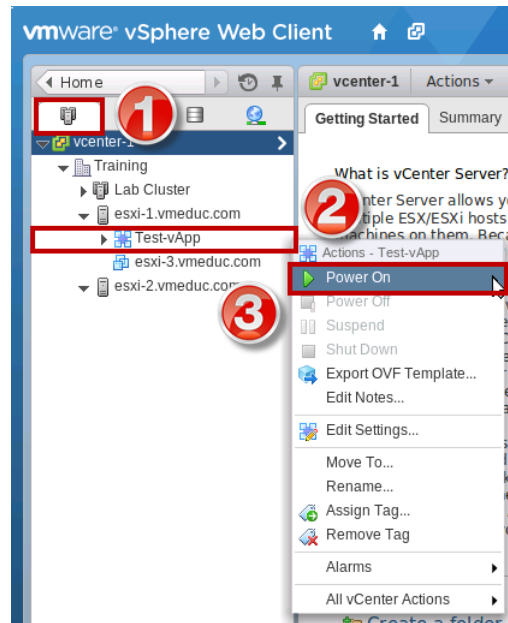 vmware® vSphere Web Client
Home
vcenter-1 Actions
1
Getting Started Summary
vcenter-1
Training
Lab Cluster
esxi-1.vmeduc.com
Test-vApp
esxi-3.vmeduc.com
esxi-2.vmeduc.com
What is vCenter Server?
nter Server allows y
tiple ESX/ESXi hosts
machines on them. Beca
2
Actions - Test-vApp
3
Power On
Power Off
Suspend
Shut Down
Export OVF Template...
Edit Notes...
Edit Settings...
Move To...
Rename...
Assign Tag...
Remove Tag
Alarms
All vCenter Actions
Create a folder